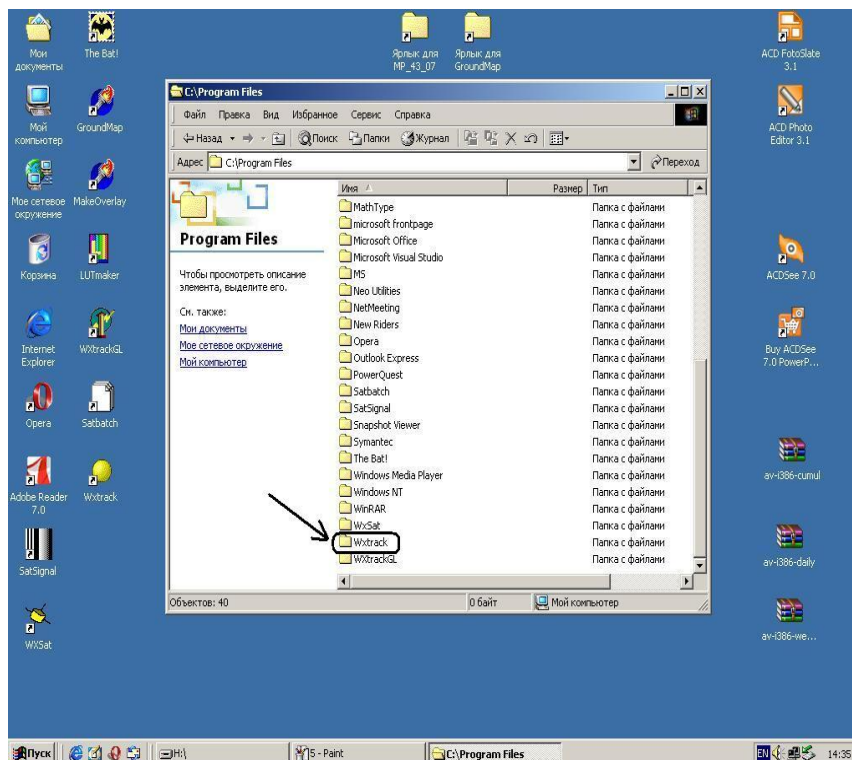 Мои документы
The Bat!
Ярлык для MP_43_07
Ярлык для GroundMap
ACD FotoSlate 3.1
Мой компьютер
GroundMap
ACD Photo Editor 3.1
Мое сетевое окружение
MakeOverlay
Корзина
LUTmaker
ACDSee 7.0
Internet Explorer
WXtrackGL
Buy ACDSee 7.0 PowerP...
Opera
Satbatch
Adobe Reader 7.0
Wxtrack
av-i386-cumul
SatSignal
av-i386-daily
WXSat
av-i386-we...
C:\Program Files
Файл Правка Вид Избранное Сервис Справка
Назад Поиск Папки Журнал
Адрес C:\Program Files Переход
Program Files
Чтобы просмотреть описание
элемента, выделите его.
См. также:
Мои документы
Мое сетевое окружение
Мой компьютер
Имя Размер Тип
MathType Папка с файлами
microsoft frontpage Папка с файлами
Microsoft Office Папка с файлами
Microsoft Visual Studio Папка с файлами
MS Папка с файлами
Neo Utilities Папка с файлами
NetMeeting Папка с файлами
New Riders Папка с файлами
Opera Папка с файлами
Outlook Express Папка с файлами
PowerQuest Папка с файлами
Satbatch Папка с файлами
SatSignal Папка с файлами
Snapshot Viewer Папка с файлами
Symantec Папка с файлами
The Bat! Папка с файлами
Windows Media Player Папка с файлами
Windows NT Папка с файлами
WinRAR Папка с файлами
WxSat Папка с файлами
Wxtrack Папка с файлами
WXtrackGL Папка с файлами
Объектов: 40 0 байт Мой компьютер
Пуск H:\ 5 - Paint C:\Program Files EN 14:35